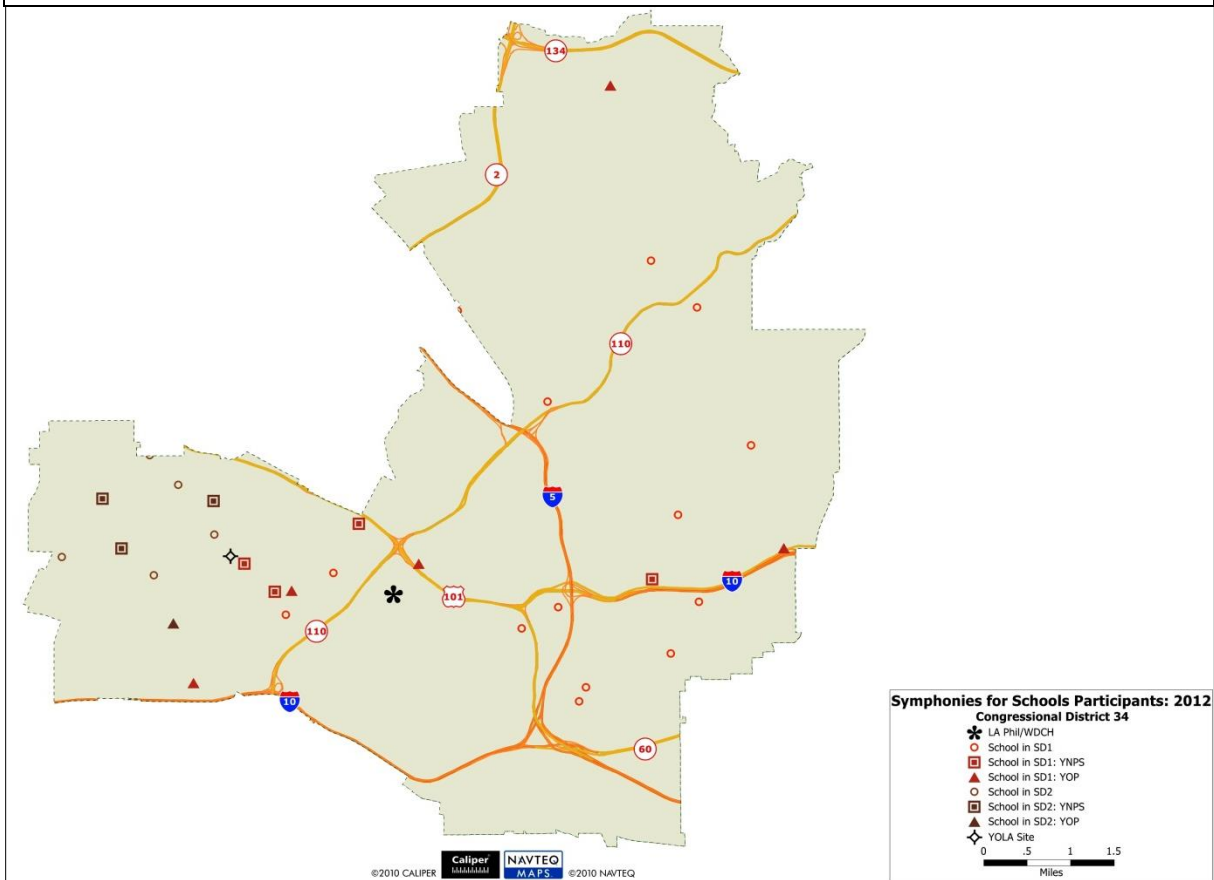 134
2
110
5
10
101
110
10
60
Symphonies for Schools Participants: 2012
Congressional District 34
LA Phil/WDCH
School in SD1
School in SD1: YNPS
School in SD1: YOP
School in SD2
School in SD2: YNPS
School in SD2: YOP
YOLA Site
0 .5 1 1.5
Miles
©2010 CALIPER Caliper NAVTEQ MAPS ©2010 NAVTEQ